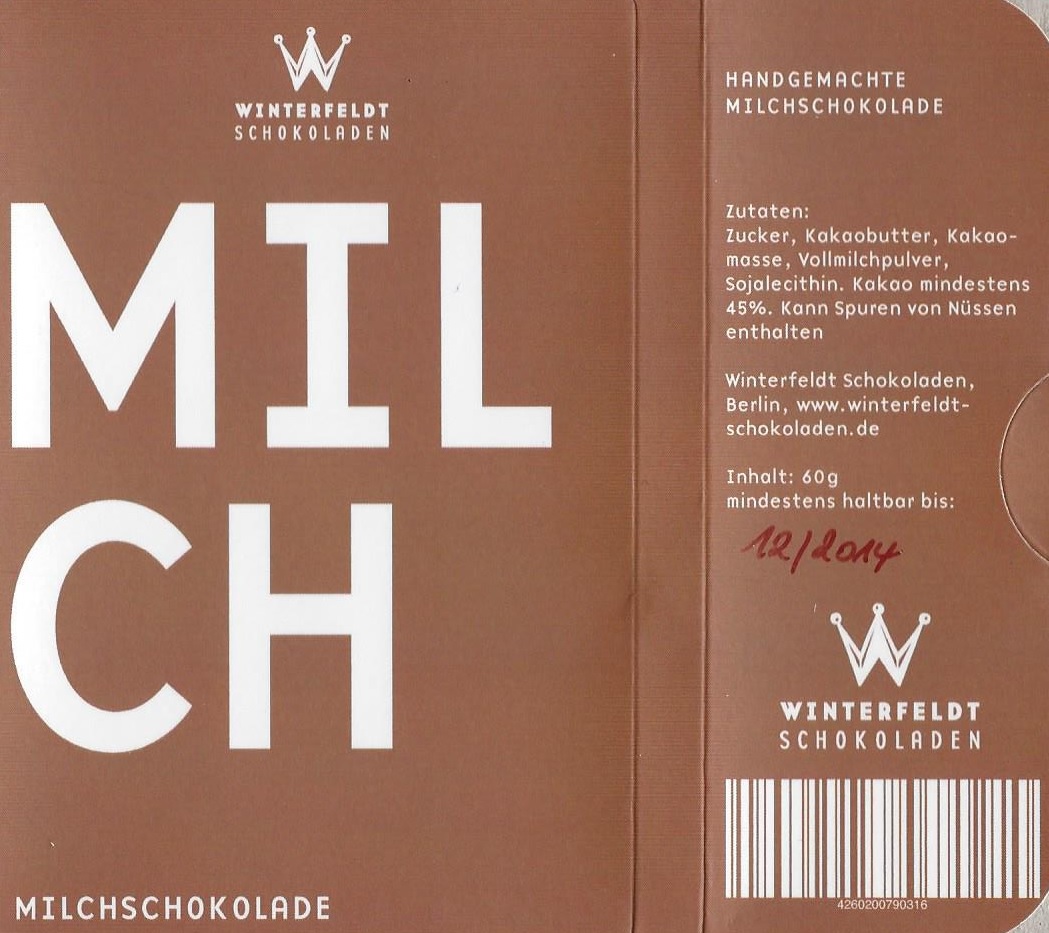 WINTERFELDT
SCHOKOLADEN
MIL
CH
MILCHSCHOKOLADE
HANDGEMACHTE
MILCHSCHOKOLADE
Zutaten:
Zucker, Kakaobutter, Kakao-
masse, Vollmilchpulver,
Sojalecithin. Kakao mindestens
45%. Kann Spuren von Nüssen
enthalten
Winterfeldt Schokoladen,
Berlin, www.winterfeldt-
schokoladen.de
Inhalt: 60g
mindestens haltbar bis:
12/2014
WINTERFELDT
SCHOKOLADEN
4260200790316